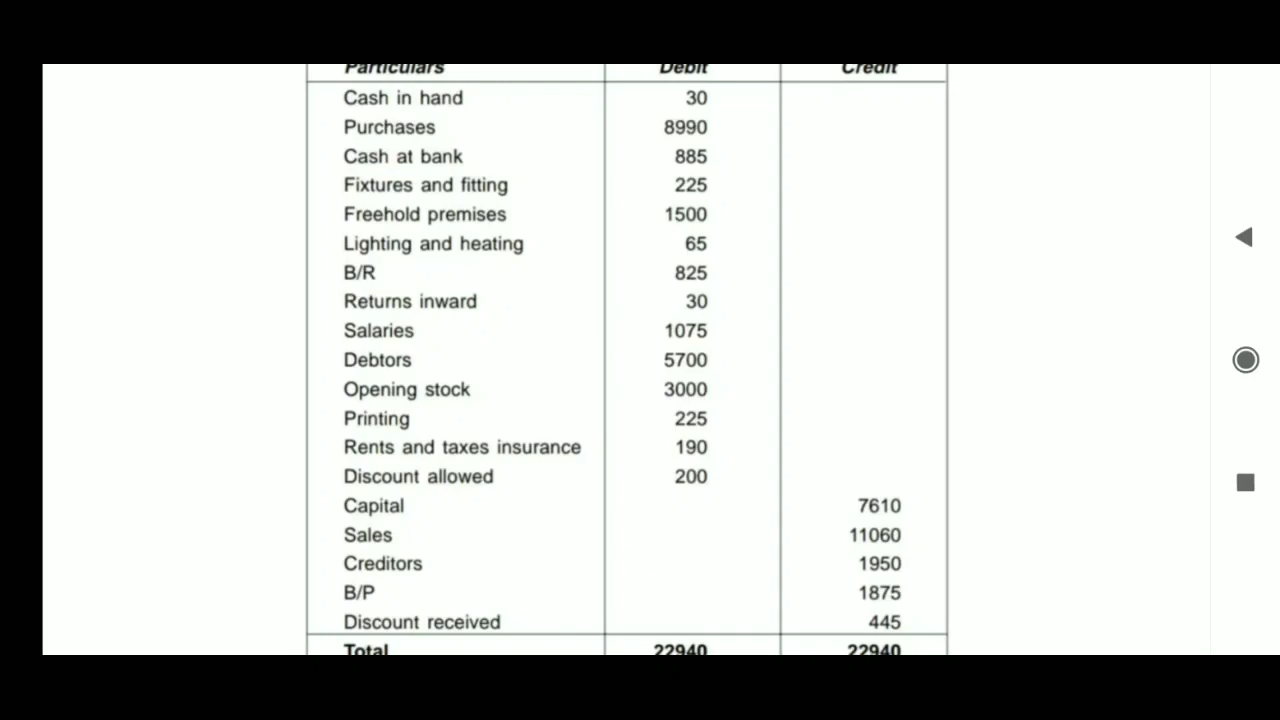 Particulars Debit Credit
Cash in hand 30
Purchases 8990
Cash at bank 885
Fixtures and fitting 225
Freehold premises 1500
Lighting and heating 65
B/R 825
Returns inward 30
Salaries 1075
Debtors 5700
Opening stock 3000
Printing 225
Rents and taxes insurance 190
Discount allowed 200
Capital 7610
Sales 11060
Creditors 1950
B/P 1875
Discount received 445
Total 22940 22940